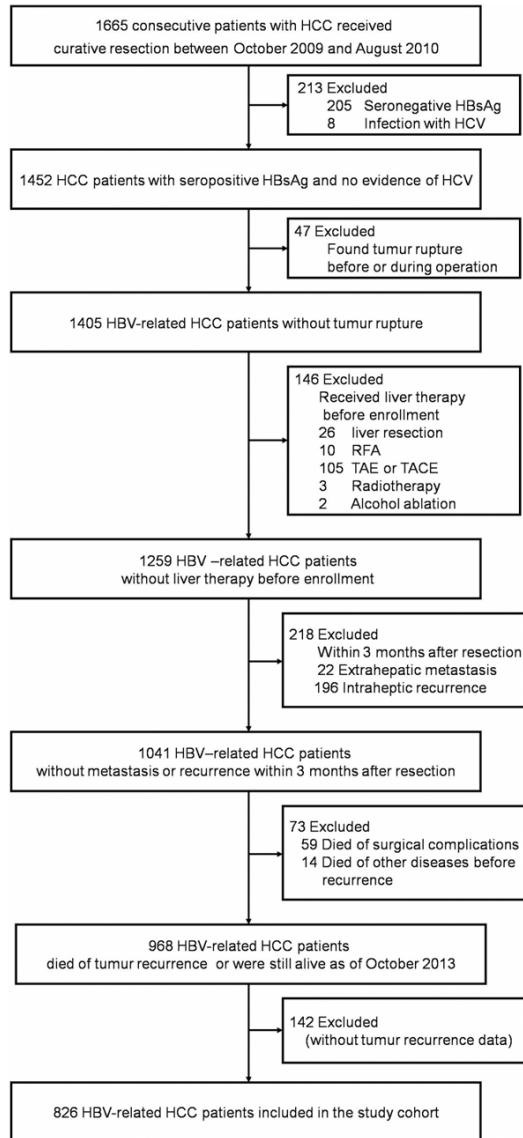 1665 consecutive patients with HCC received
curative resection between October 2009 and August 2010
213 Excluded
205 Seronegative HBsAg
8 Infection with HCV
1452 HCC patients with seropositive HBsAg and no evidence of HCV
47 Excluded
Found tumur rupture
before or during operation
1405 HBV-related HCC patients without tumur rupture
146 Excluded
Received liver therapy
before enrollment
26 liver resection
10 RFA
105 TAE or TACE
3 Radiotherapy
2 Alcohol ablation
1259 HBV –related HCC patients
without liver therapy before enrollment
218 Excluded
Within 3 months after resection
22 Extrahepatic metastasis
196 Intraheptic recurrence
1041 HBV–related HCC patients
without metastasis or recurrence within 3 months after resection
73 Excluded
59 Died of surgical complications
14 Died of other diseases before
recurrence
968 HBV-related HCC patients
died of tumur recurrence or were still alive as of October 2013
142 Excluded
(without tumur recurrence data)
826 HBV-related HCC patients included in the study cohort